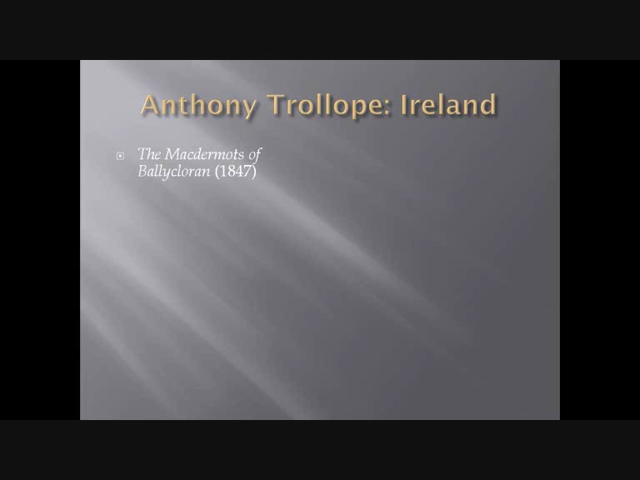 Anthony Trollope: Ireland
The Macdermots of
Ballycloran (1847)